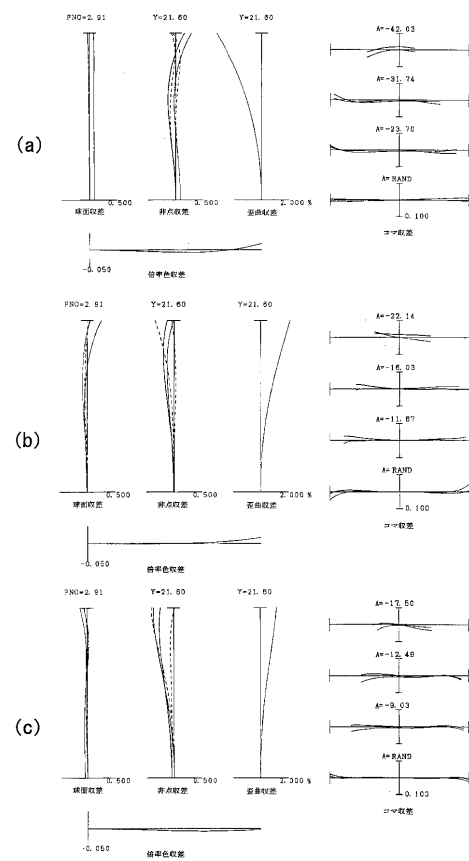 (a)
FNO=2.91
Y=21.60
Y=21.60
0.500
球面収差
0.500
非点収差
2.000 %
歪曲収差
-0.050
倍率色収差
A=-42.03
A=-31.74
A=-23.70
A=RAND
0.100
コマ収差
(b)
FNO=2.91
Y=21.60
Y=21.60
0.500
球面収差
0.500
非点収差
2.000 %
歪曲収差
-0.050
倍率色収差
A=-22.14
A=-16.03
A=-11.67
A=RAND
0.100
コマ収差
(c)
FNO=2.91
Y=21.60
Y=21.60
0.500
球面収差
0.500
非点収差
2.000 %
歪曲収差
-0.050
倍率色収差
A=-17.50
A=-12.49
A=-9.03
A=RAND
0.100
コマ収差